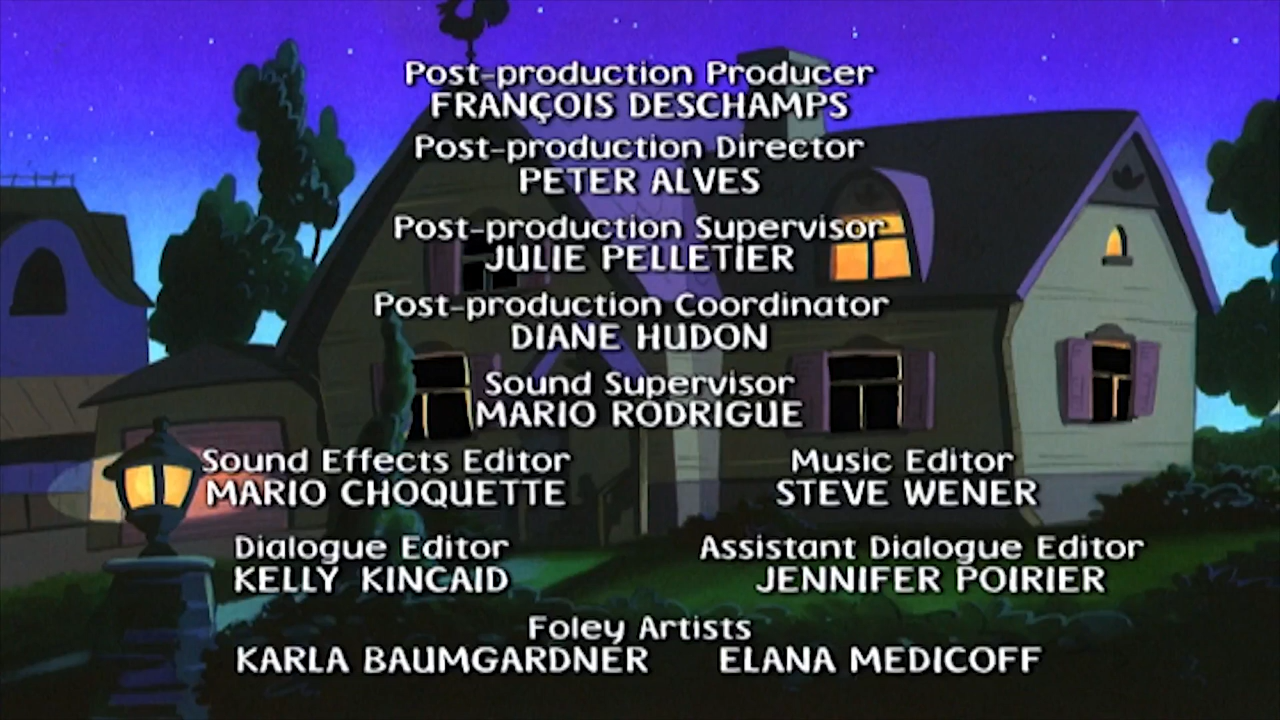 Post-production Producer
FRANÇOIS DESCHAMPS
Post-production Director
PETER ALVES
Post-production Supervisor
JULIE PELLETIER
Post-production Coordinator
DIANE HUDON
Sound Supervisor
MARIO RODRIGUE
Sound Effects Editor
MARIO CHOQUETTE
Music Editor
STEVE WENER
Dialogue Editor
KELLY KINCAID
Assistant Dialogue Editor
JENNIFER POIRIER
Foley Artists
KARLA BAUMGARDNER ELANA MEDICOFF